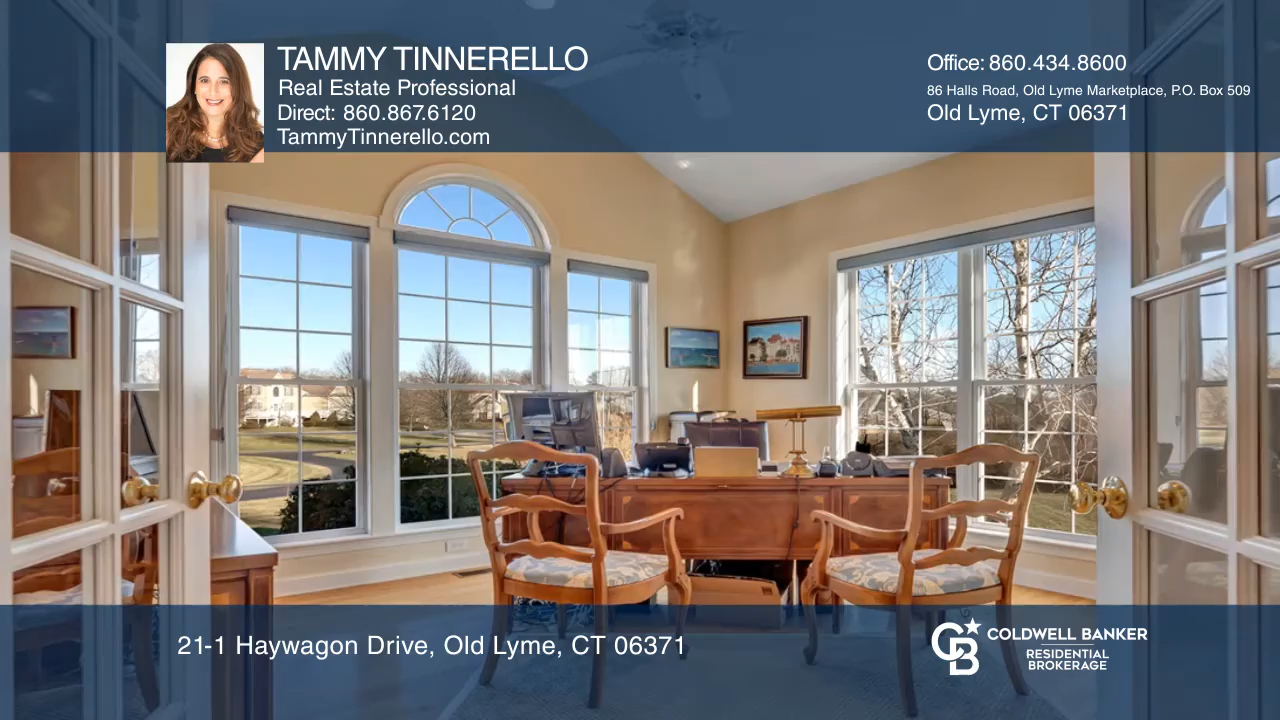 TAMMY TINNERELLO
Real Estate Professional
Direct: 860.867.6120
TammyTinnerello.com
Office: 860.434.8600
86 Halls Road, Old Lyme Marketplace, P.O. Box 509
Old Lyme, CT 06371
21-1 Haywagon Drive, Old Lyme, CT 06371
CB
COLDWELL BANKER
RESIDENTIAL
BROKERAGE